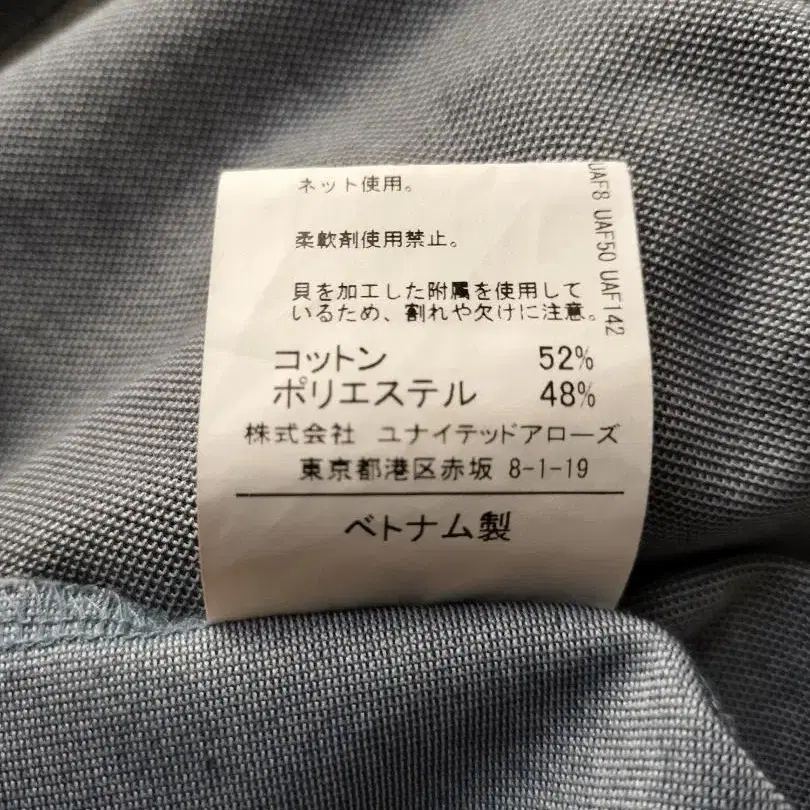 ネット使用。
柔軟剤使用禁止。
貝を加工した附属を使用して
いるため、割れや欠けに注意。
コットン 52%
ポリエステル 48%
株式会社 ユナイテッドアローズ
東京都港区赤坂 8-1-19
ベトナム製
UAF8 UAF50 UAF142